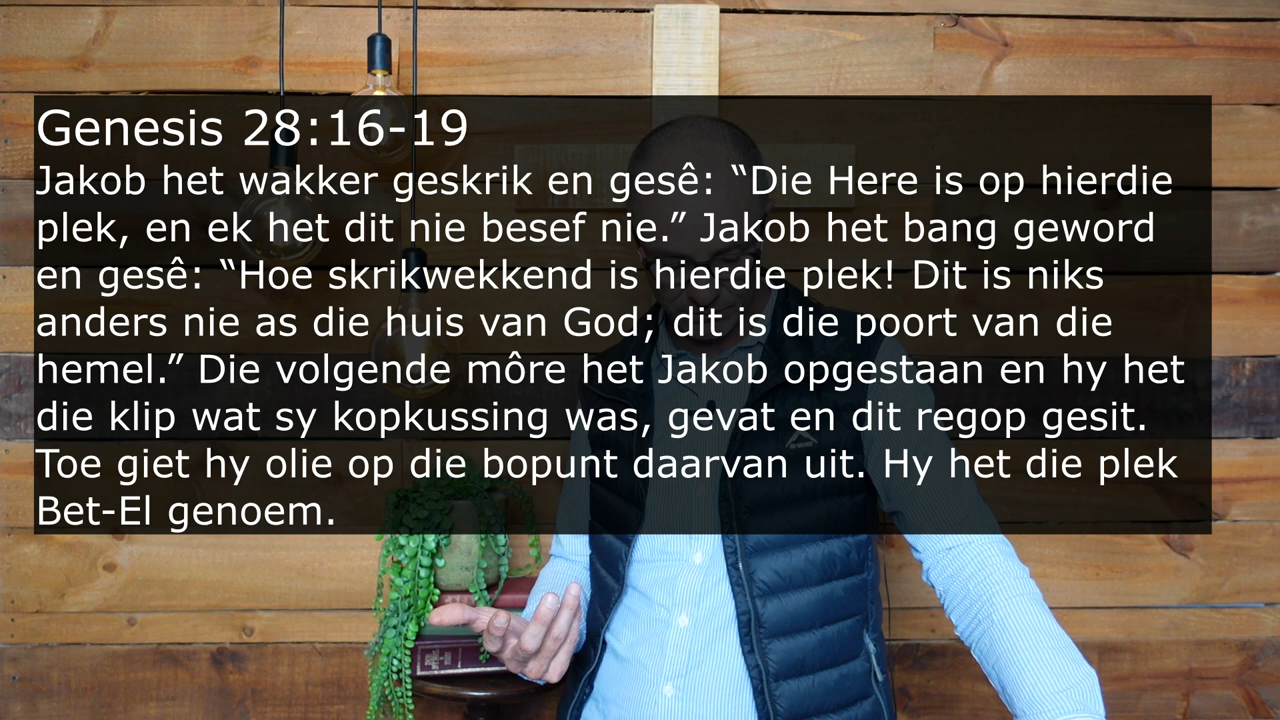 Genesis 28:16-19
Jakob het wakker geskrik en gesê: “Die Here is op hierdie
plek, en ek het dit nie besef nie.” Jakob het bang geword
en gesê: “Hoe skrikwekkend is hierdie plek! Dit is niks
anders nie as die huis van God; dit is die poort van die
hemel.” Die volgende môre het Jakob opgestaan en hy het
die klip wat sy kopkussing was, gevat en dit regop gesit.
Toe giet hy olie op die bopunt daarvan uit. Hy het die plek
Bet-El genoem.